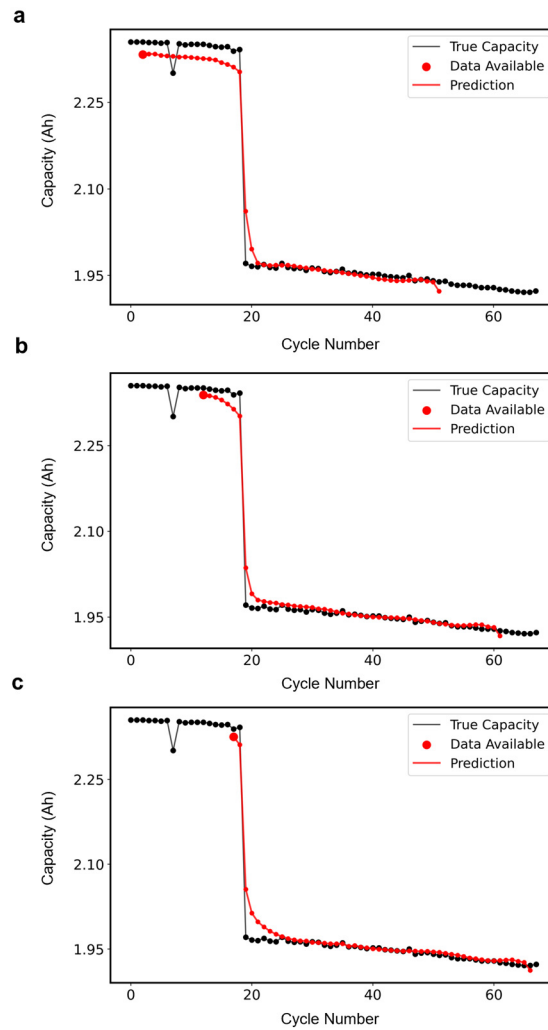 a
True Capacity
Data Available
Prediction
2.25
2.10
1.95
Capacity (Ah)
0 20 40 60
Cycle Number
b
True Capacity
Data Available
Prediction
2.25
2.10
1.95
Capacity (Ah)
0 20 40 60
Cycle Number
c
True Capacity
Data Available
Prediction
2.25
2.10
1.95
Capacity (Ah)
0 20 40 60
Cycle Number